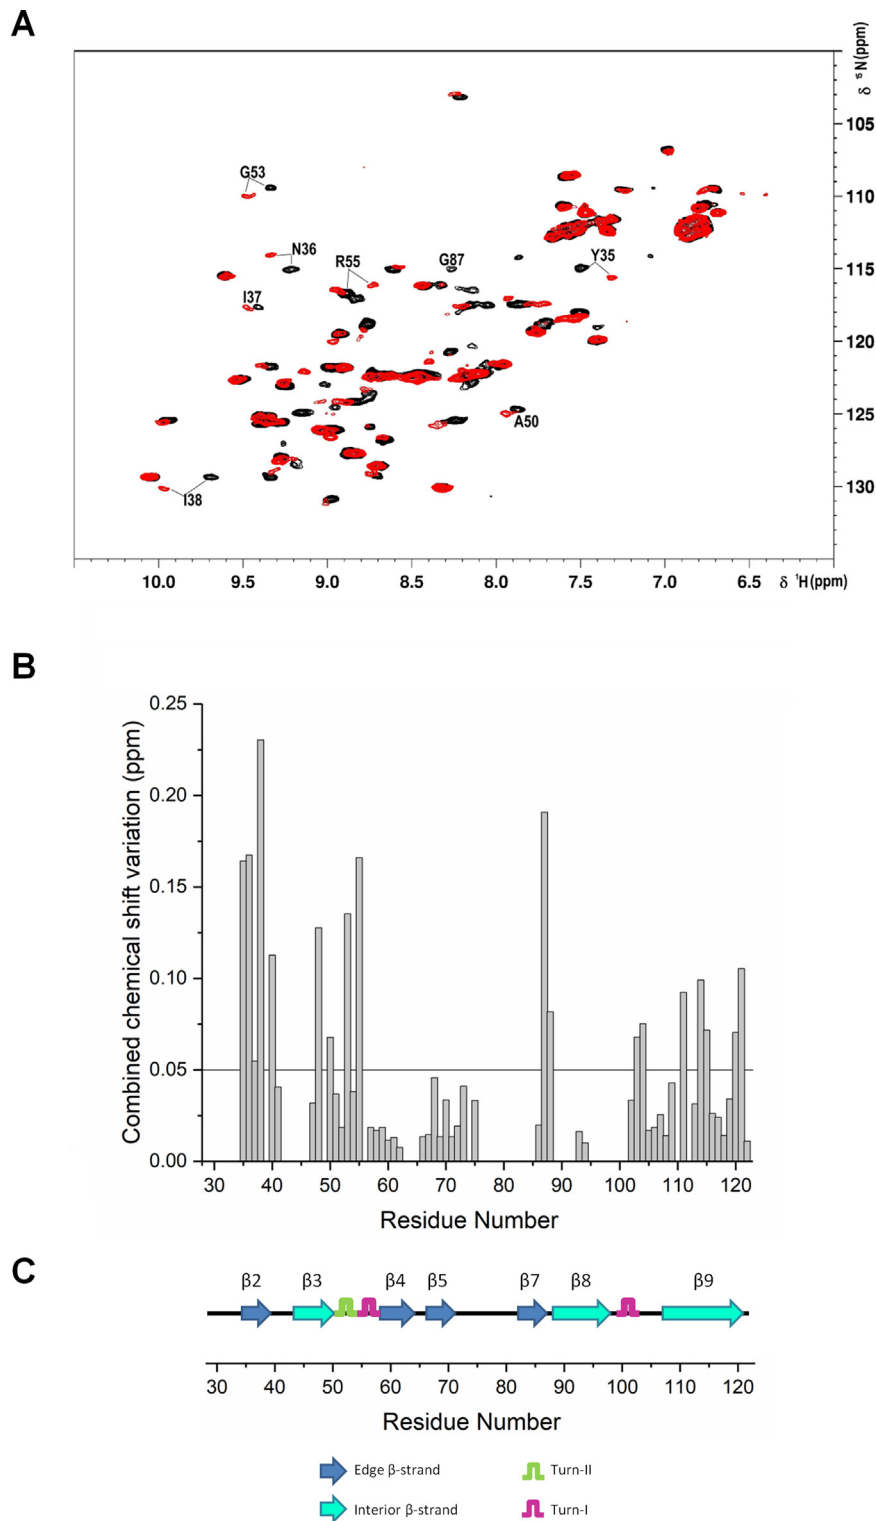 A
δ ¹⁵N(ppm)
105
G53
110
N36
R55
G87
Y35
115
I37
120
A50
125
I38
130
10.0 9.5 9.0 8.5 8.0 7.5 7.0 6.5 δ ¹H(ppm)
B
Combined chemical shift variation (ppm)
0.25
0.20
0.15
0.10
0.05
0.00
30 40 50 60 70 80 90 100 110 120
Residue Number
C
β2 β3 β4 β5 β7 β8 β9
30 40 50 60 70 80 90 100 110 120
Residue Number
Edge β-strand Turn-II
Interior β-strand Turn-I